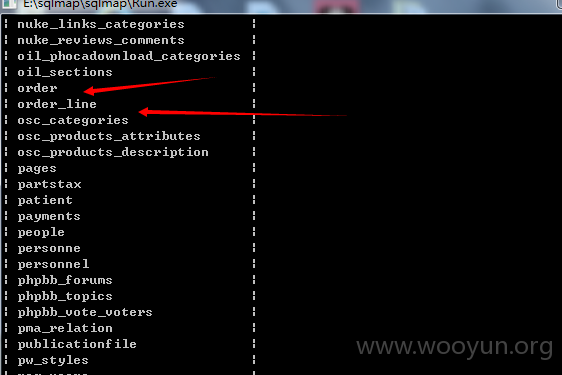 E:\sqlmap\sqlmap\Run.exe
¦ nuke_links_categories ¦
¦ nuke_reviews_comments ¦
¦ oil_phocadownload_categories ¦
¦ oil_sections ¦
¦ order ¦
¦ order_line ¦
¦ osc_categories ¦
¦ osc_products_attributes ¦
¦ osc_products_description ¦
¦ pages ¦
¦ partstax ¦
¦ patient ¦
¦ payments ¦
¦ people ¦
¦ personne ¦
¦ personnel ¦
¦ phpbb_forums ¦
¦ phpbb_topics ¦
¦ phpbb_vote_voters ¦
¦ pma_relation ¦
¦ publicationfile ¦
¦ pw_styles ¦
www.wooyun.org